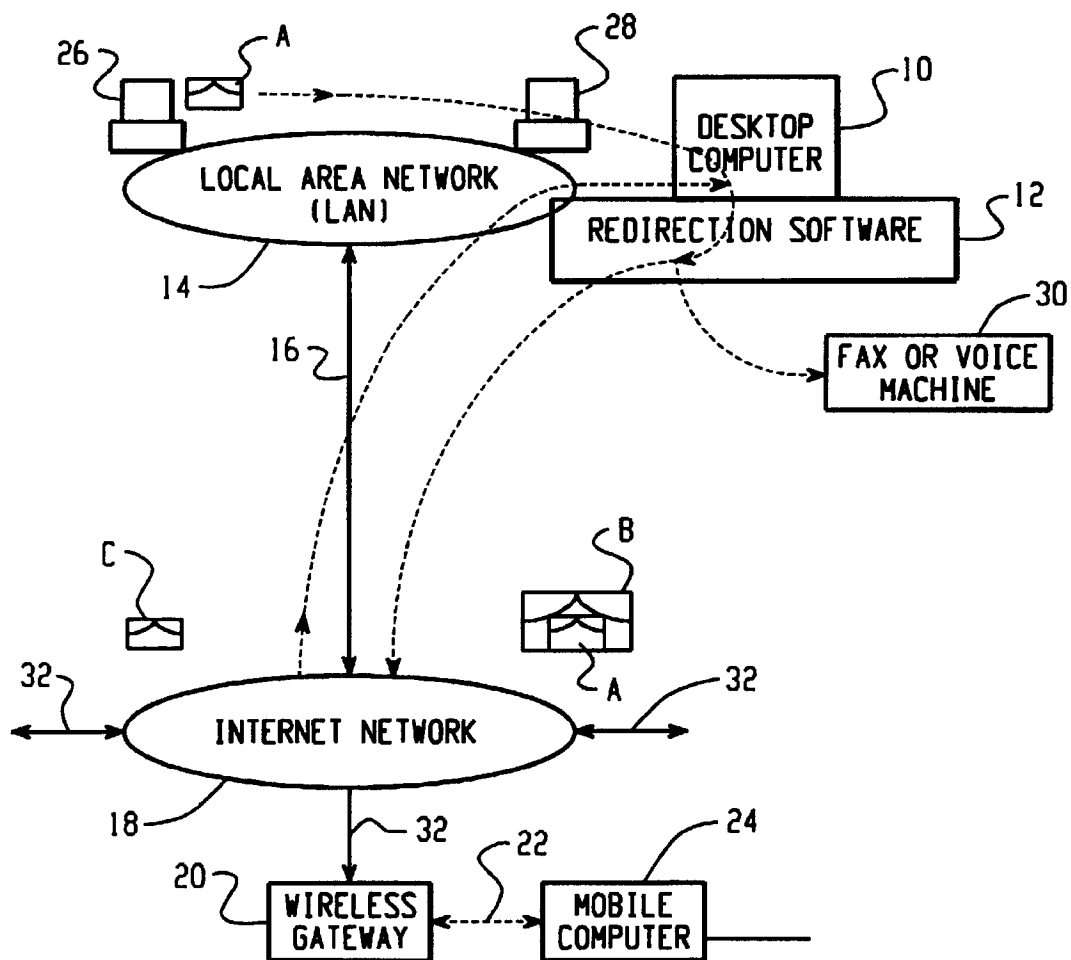 26
A
28
10
DESKTOP
COMPUTER
LOCAL AREA NETWORK
(LAN)
12
REDIRECTION SOFTWARE
14
30
16
FAX OR VOICE
MACHINE
C
B
A
32
32
INTERNET NETWORK
18
32
24
22
20
WIRELESS
GATEWAY
MOBILE
COMPUTER